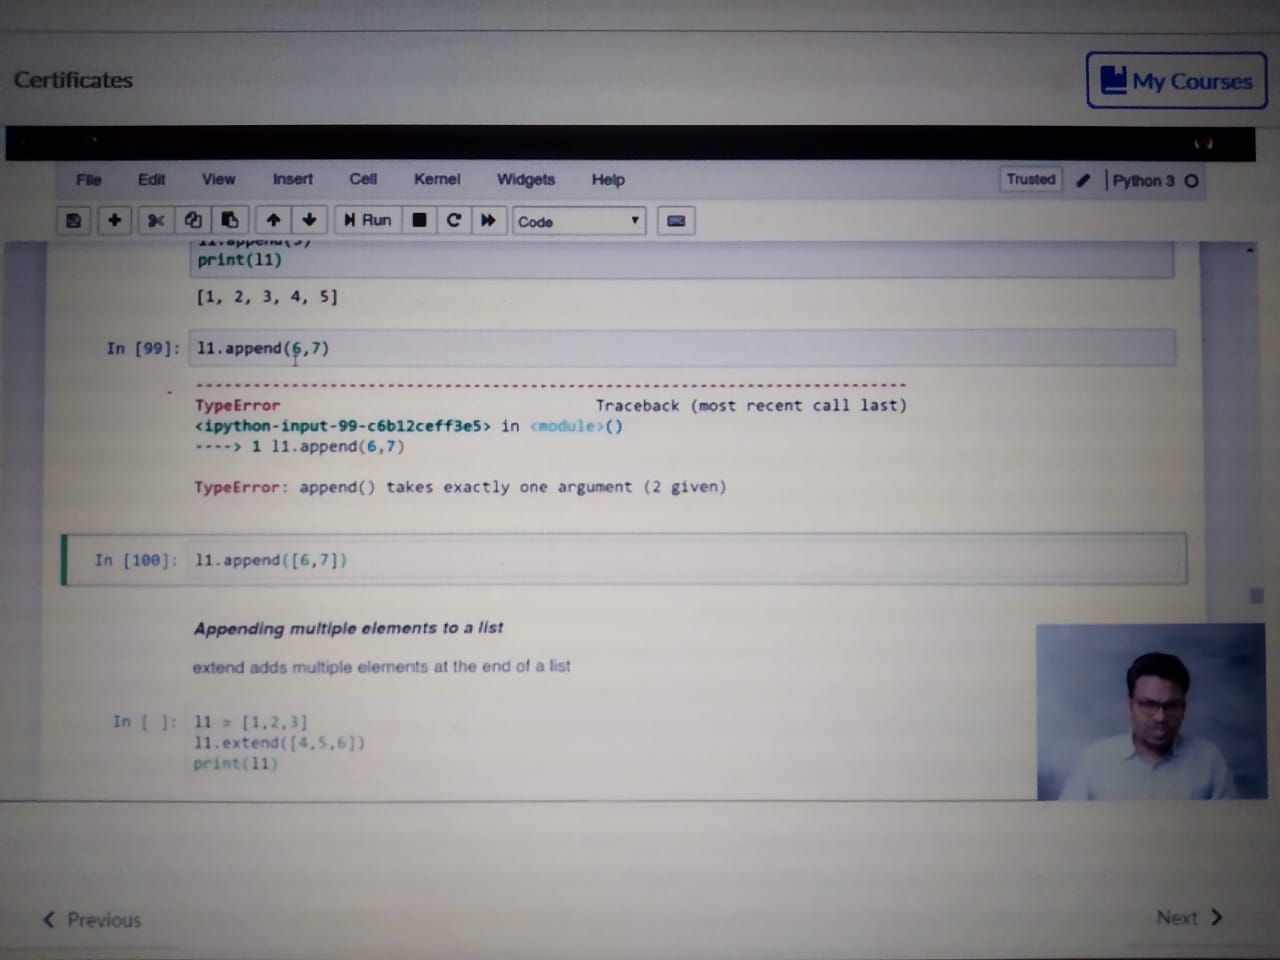 Certificates
My Courses
File Edit View Insert Cell Kernel Widgets Help
Trusted
Python 3
Run
Code
l1.append(5)
print(l1)
[1, 2, 3, 4, 5]
In [99]: l1.append(6,7)
TypeError Traceback (most recent call last)
<ipython-input-99-c6b12ceff3e5> in <module>()
----> 1 l1.append(6,7)
TypeError: append() takes exactly one argument (2 given)
In [100]: l1.append([6,7])
Appending multiple elements to a list
extend adds multiple elements at the end of a list
In [ ]: l1 = [1,2,3]
l1.extend([4,5,6])
print(l1)
Previous
Next